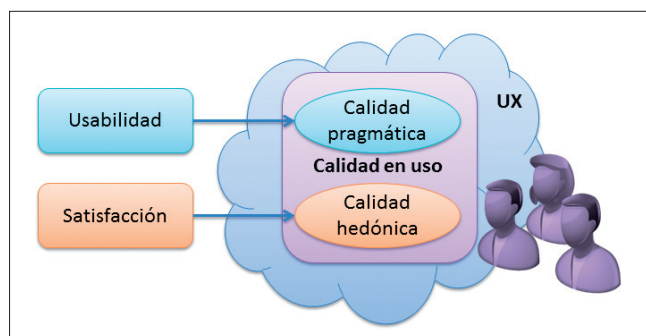 UX
Usabilidad
Calidad
pragmática
Calidad en uso
Satisfacción
Calidad
hedónica